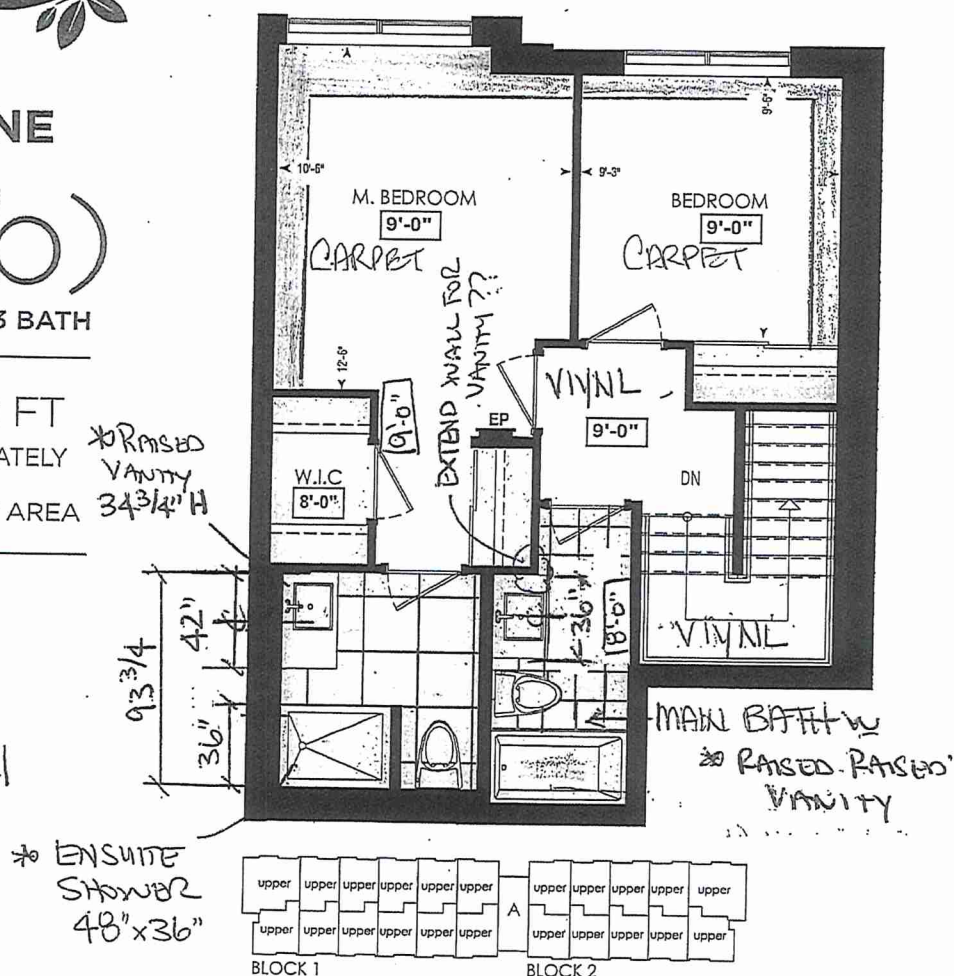 NE
o)
3 BATH
FT
ATELY
AREA
10'-6"
9'-3"
9'-6"
M. BEDROOM
9'-0"
CARPET
BEDROOM
9'-0"
CARPET
12'-6"
9'-0"
EXTEND WALL FOR
VANITY ??
EP
VIYNL
9'-0"
DN
* RAISED
VANITY
34 3/4" H
W.I.C
8'-0"
93 3/4
42"
36"
36"
8'-0"
VIYNL
MAIN BATH W
* RAISED RAISED
VANITY
* ENSUITE
SHOWER
48" x 36"
upper upper upper upper upper upper
upper upper upper upper upper
A
upper upper upper upper upper upper
upper upper upper upper upper
BLOCK 1
BLOCK 2